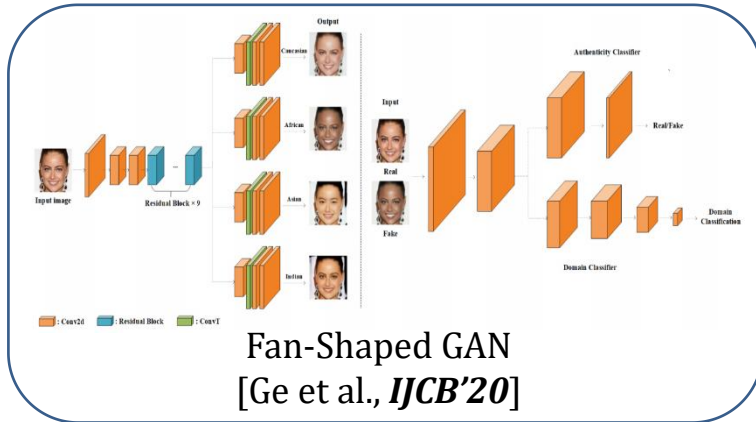 Output
Caucasian
African
Asian
Indian
Input image
Residual Block × 9
: Conv2d
: Residual Block
: ConvT
Input
Real
Fake
Authenticity Classifier
Real/Fake
Domain
Classification
Domain Classifier
Fan-Shaped GAN
[Ge et al., IJCB'20]